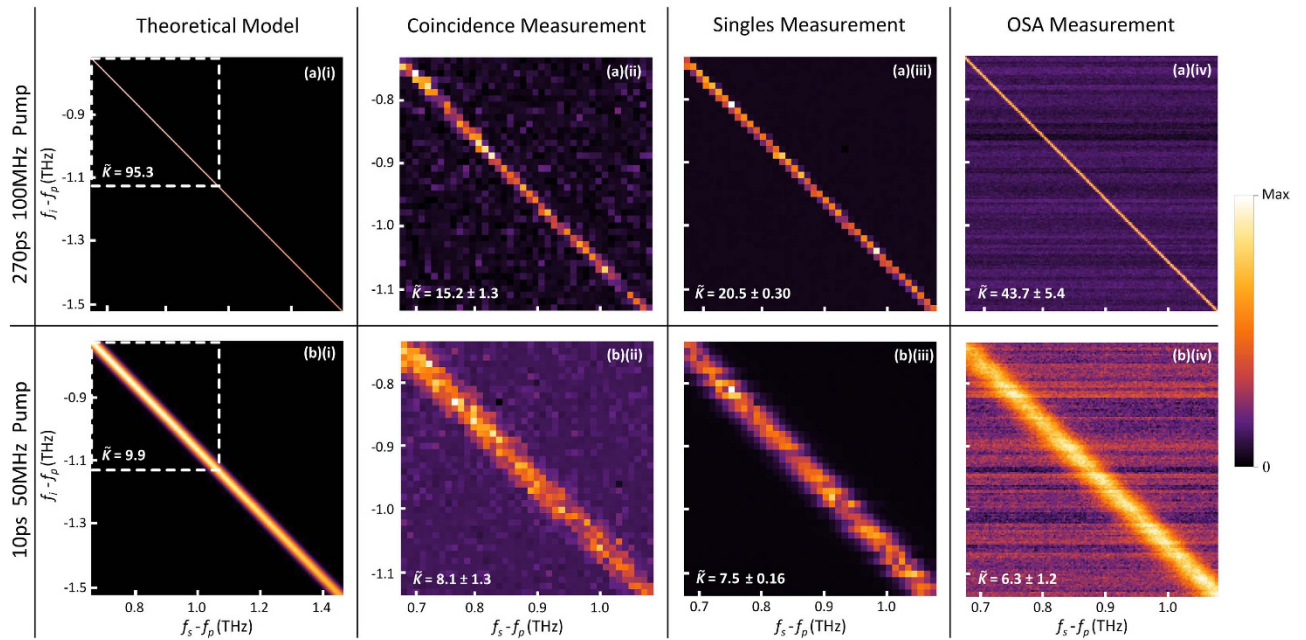 Theoretical Model
Coincidence Measurement
Singles Measurement
OSA Measurement
270ps 100MHz Pump
f_i - f_p (THz)
-0.9
-1.1
-1.3
-1.5
(a)(i)
K̃ = 95.3
-0.8
-0.9
-1.0
-1.1
(a)(ii)
K̃ = 15.2 ± 1.3
(a)(iii)
K̃ = 20.5 ± 0.30
(a)(iv)
K̃ = 43.7 ± 5.4
Max
0
10ps 50MHz Pump
f_i - f_p (THz)
-0.9
-1.1
-1.3
-1.5
(b)(i)
K̃ = 9.9
0.8 1.0 1.2 1.4
f_s - f_p (THz)
-0.8
-0.9
-1.0
-1.1
(b)(ii)
K̃ = 8.1 ± 1.3
0.7 0.8 0.9 1.0
f_s - f_p (THz)
(b)(iii)
K̃ = 7.5 ± 0.16
0.7 0.8 0.9 1.0
f_s - f_p (THz)
(b)(iv)
K̃ = 6.3 ± 1.2
0.7 0.8 0.9 1.0
f_s - f_p (THz)